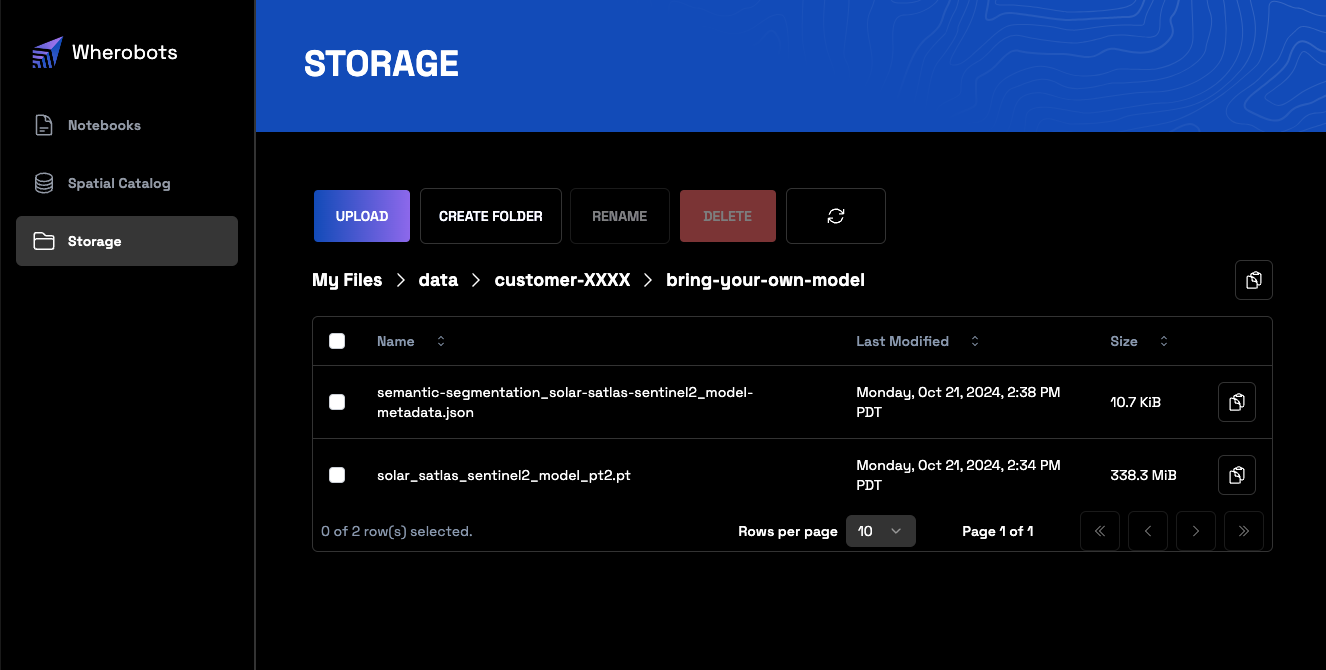 Wherobots
Notebooks
Spatial Catalog
Storage
STORAGE
UPLOAD CREATE FOLDER RENAME DELETE
My Files data customer-XXXX bring-your-own-model
Name Last Modified Size
semantic-segmentation_solar-satlas-sentinel2_model-
metadata.json
Monday, Oct 21, 2024, 2:38 PM
PDT
10.7 KiB
solar_satlas_sentinel2_model_pt2.pt
Monday, Oct 21, 2024, 2:34 PM
PDT
338.3 MiB
0 of 2 row(s) selected. Rows per page 10 Page 1 of 1